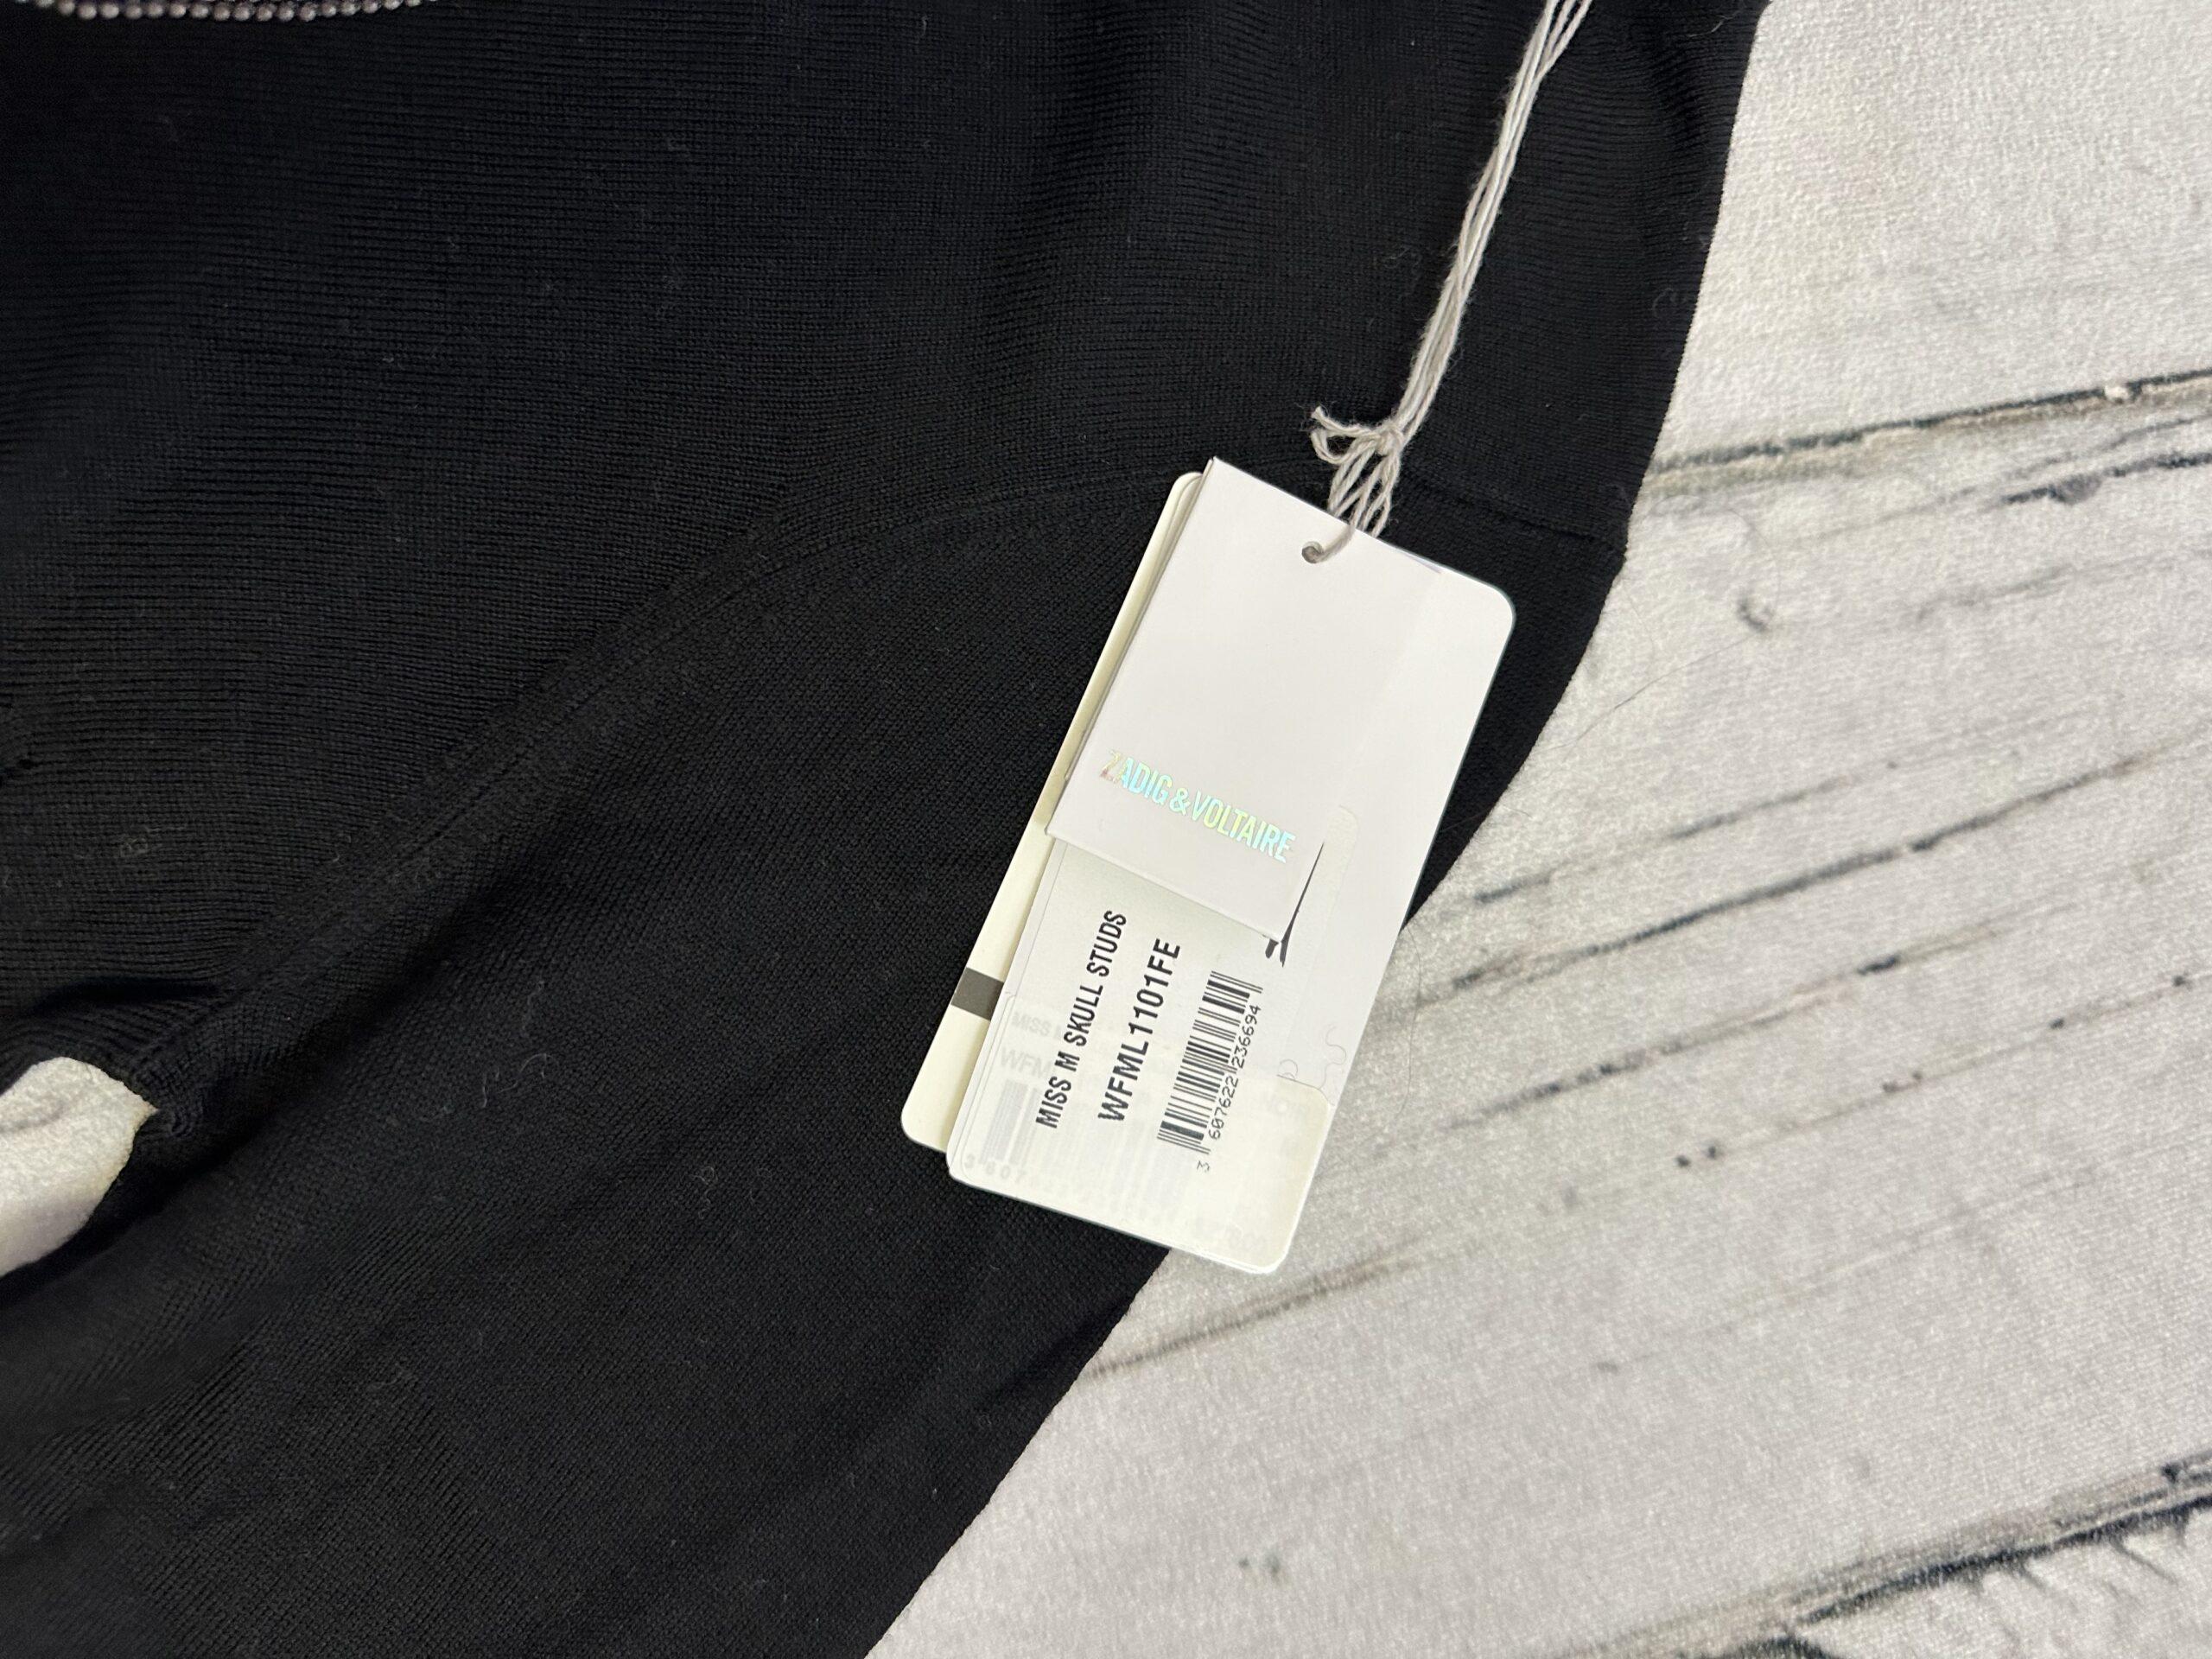 ZADIG & VOLTAIRE
MISS M SKULL STUDS
WFML1101FE
3 607622 236694